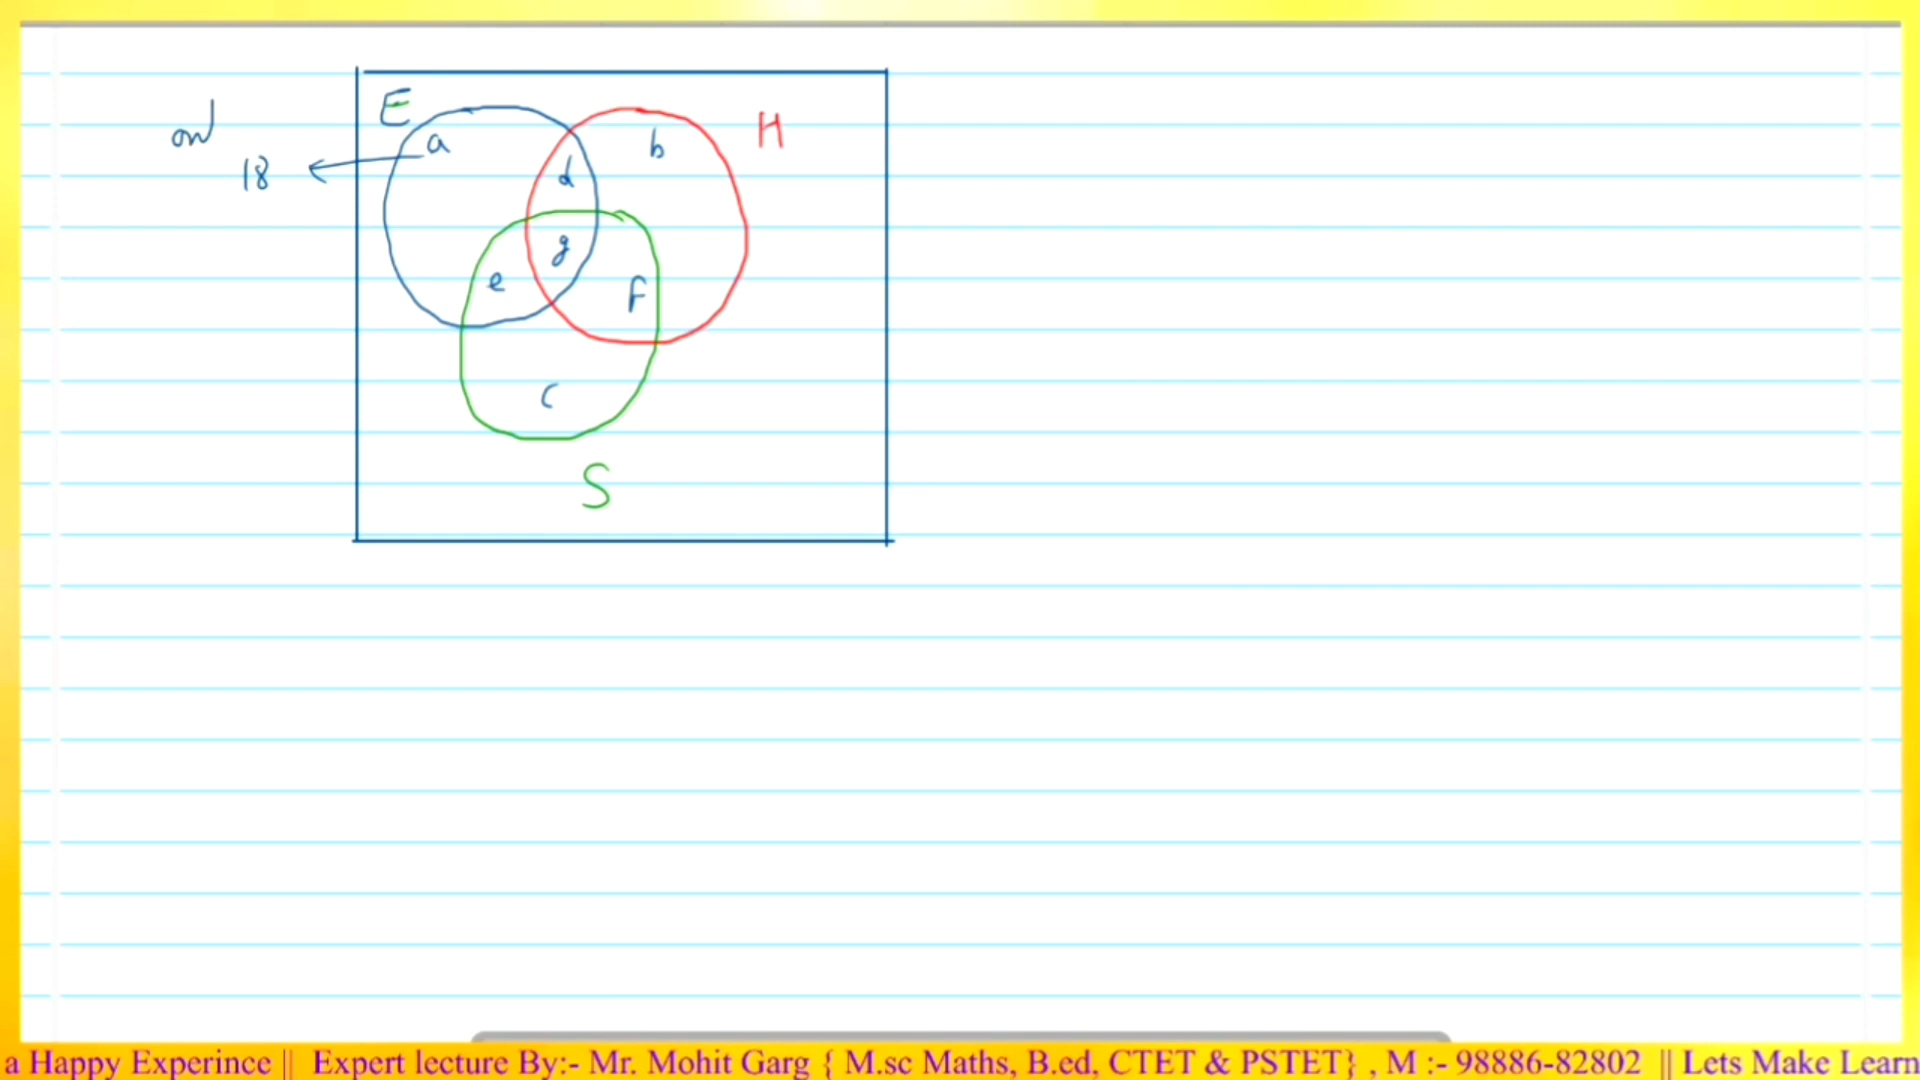 E
a
b
H
d
18
g
e
F
c
S
a Happy Experince || Expert lecture By:- Mr. Mohit Garg { M.sc Maths, B.ed, CTET & PSTET} , M :- 98886-82802 || Lets Make Learn